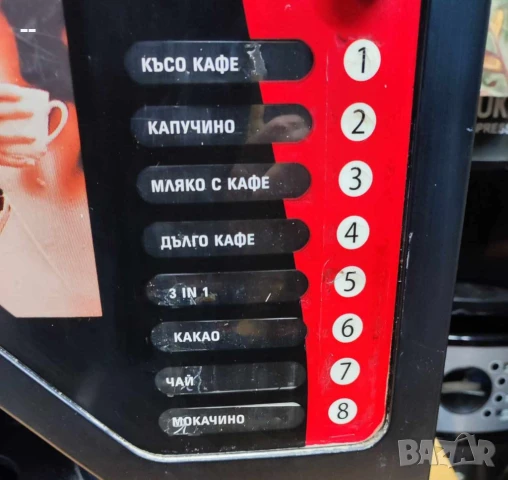 --
КЪСО КАФЕ 1
КАПУЧИНО 2
МЛЯКО С КАФЕ 3
ДЪЛГО КАФЕ 4
3 IN 1 5
КАКАО 6
ЧАЙ 7
МОКАЧИНО 8
BAZAR